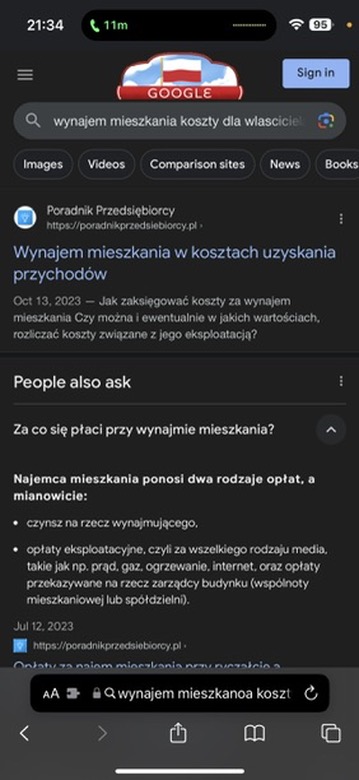 21:34
11m
95
GOOGLE
Sign in
wynajem mieszkania koszty dla wlasciciel
Images
Videos
Comparison sites
News
Books
Poradnik Przedsiębiorcy
https://poradnikprzedsiebiorcy.pl ›
Wynajem mieszkania w kosztach uzyskania
przychodów
Oct 13, 2023 — Jak zaksięgować koszty za wynajem
mieszkania Czy można i ewentualnie w jakich wartościach,
rozliczać koszty związane z jego eksploatacją?
People also ask
Za co się płaci przy wynajmie mieszkania?
Najemca mieszkania ponosi dwa rodzaje opłat, a
mianowicie:
• czynsz na rzecz wynajmującego,
• opłaty eksploatacyjne, czyli za wszelkiego rodzaju media,
takie jak np. prąd, gaz, ogrzewanie, internet, oraz opłaty
przekazywane na rzecz zarządcy budynku (wspólnoty
mieszkaniowej lub spółdzielni).
Jul 12, 2023
https://poradnikprzedsiebiorcy.pl ›
Opłaty za najem mieszkania przy ryczałcie a
AA
wynajem mieszkanoa koszt